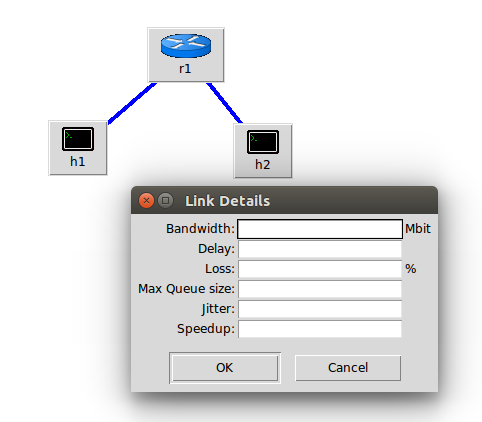 r1
h1
h2
Link Details
Bandwidth: Mbit
Delay:
Loss: %
Max Queue size:
Jitter:
Speedup:
OK Cancel